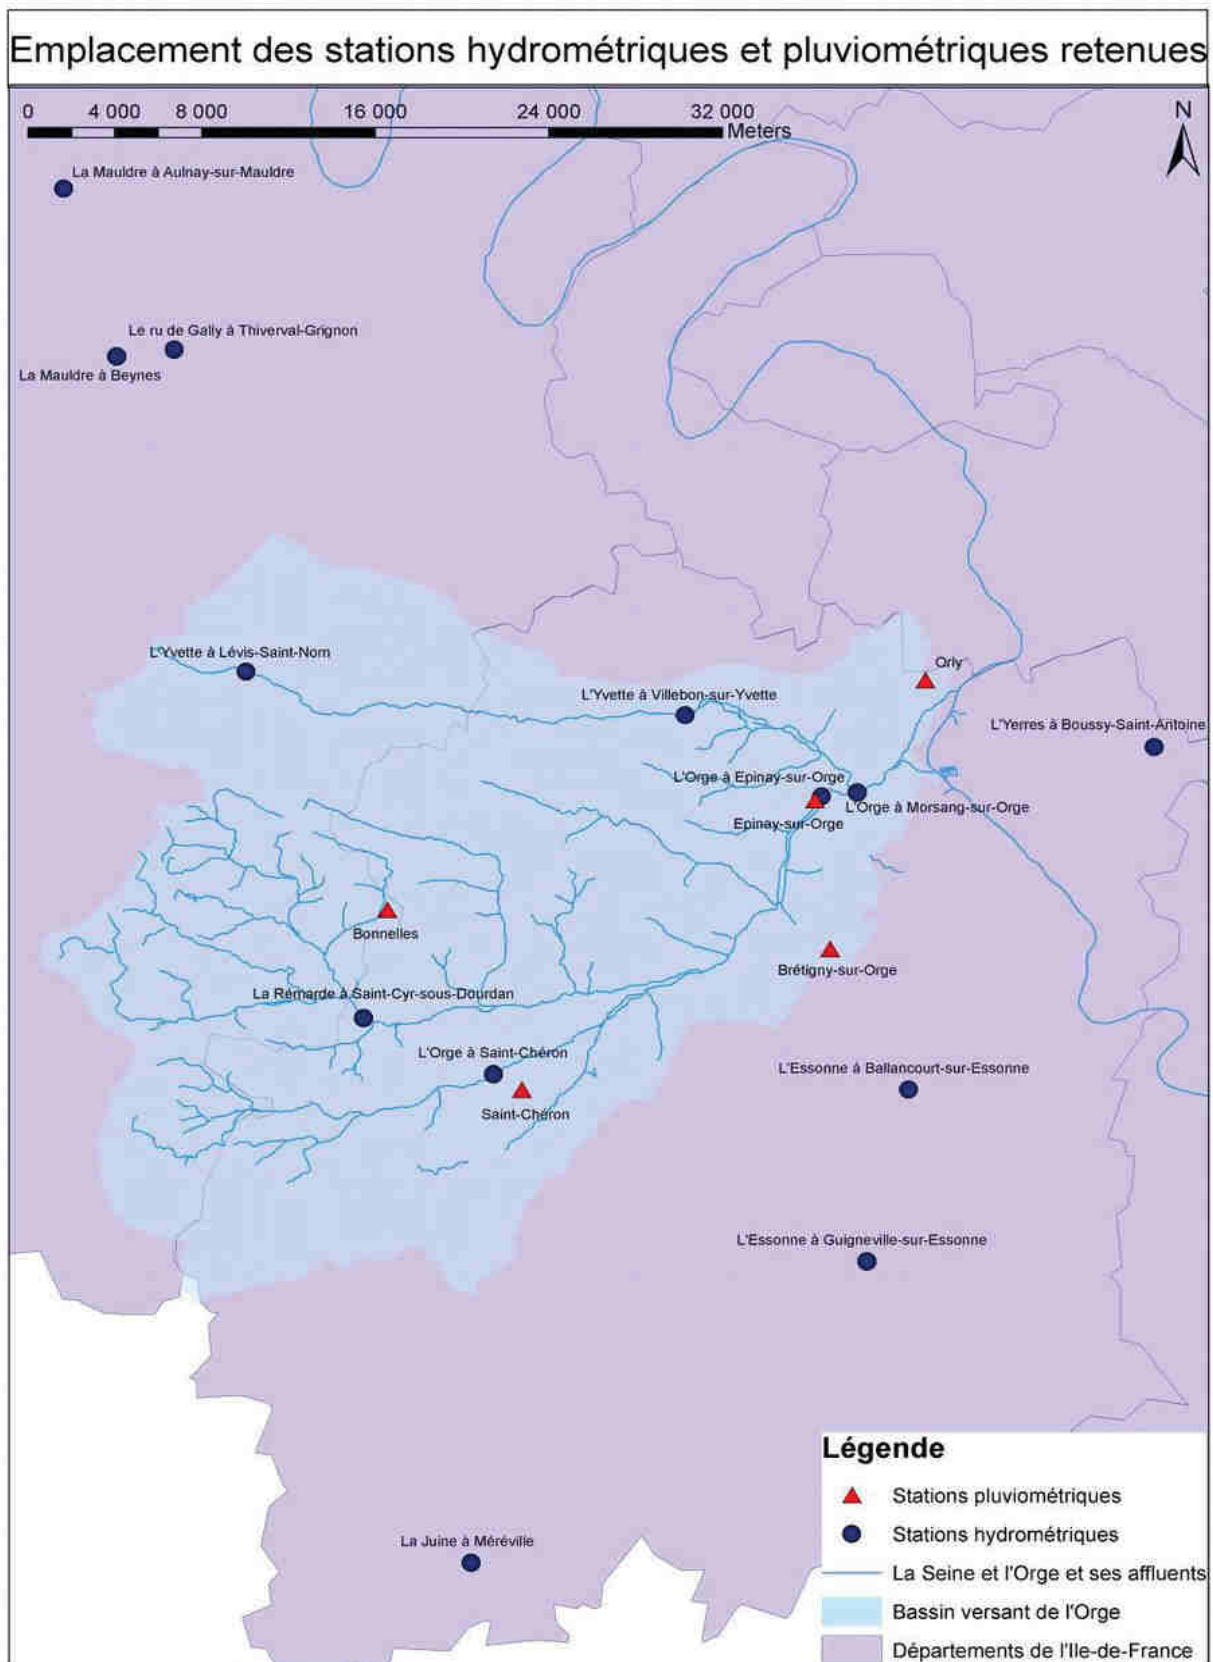 Emplacement des stations hydrométriques et pluviométriques retenues
0 4 000 8 000 16 000 24 000 32 000
Meters
N
La Mauldre à Aulnay-sur-Mauldre
Le ru de Gally à Thiverval-Grignon
La Mauldre à Beynes
L'Yvette à Lévis-Saint-Nom
Orly
L'Yvette à Villebon-sur-Yvette
L'Yerres à Boussy-Saint-Antoine
L'Orge à Epinay-sur-Orge
L'Orge à Morsang-sur-Orge
Epinay-sur-Orge
Bonnelles
Brétigny-sur-Orge
La Rémarde à Saint-Cyr-sous-Dourdan
L'Orge à Saint-Chéron
L'Essonne à Ballancourt-sur-Essonne
Saint-Chéron
L'Essonne à Guigneville-sur-Essonne
La Juine à Méréville
Légende
Stations pluviométriques
Stations hydrométriques
La Seine et l'Orge et ses affluents
Bassin versant de l'Orge
Départements de l'Ile-de-France